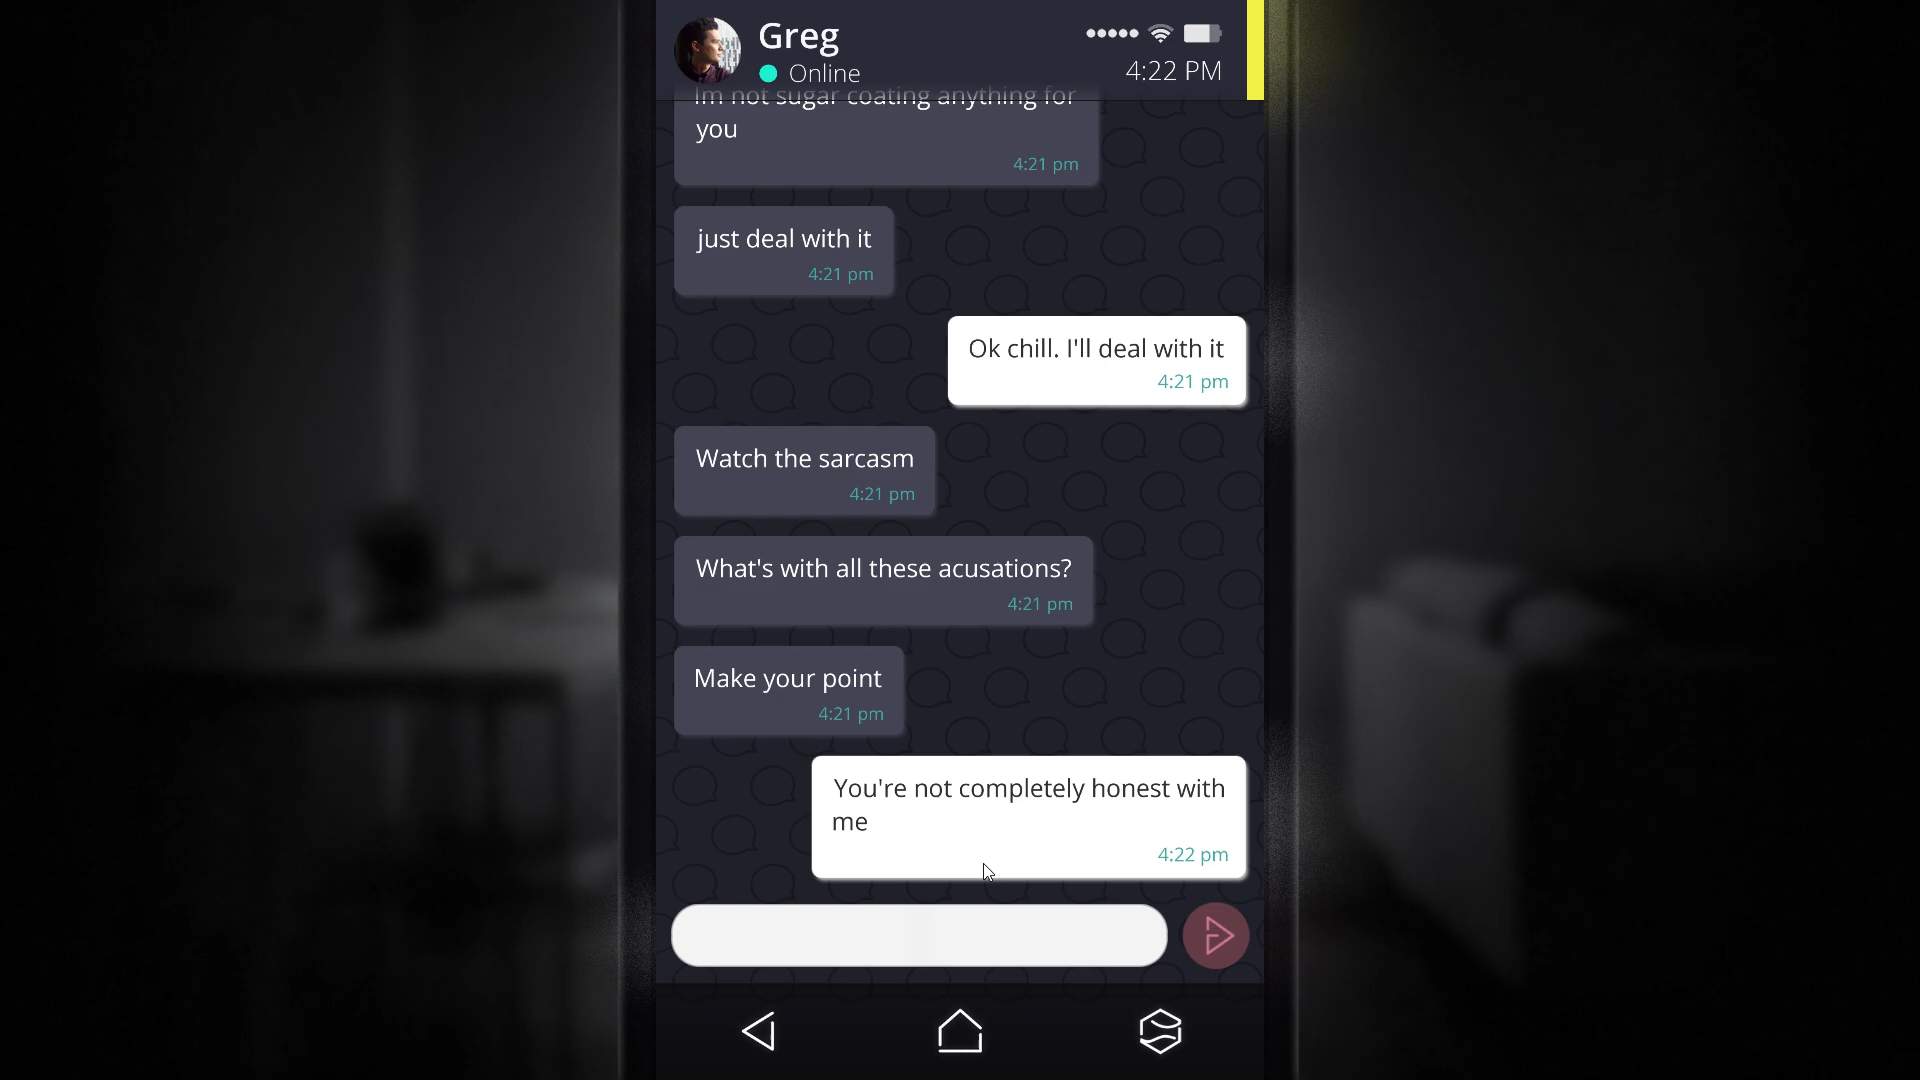 Greg
Online
4:22 PM
Im not sugar coating anything for
you
4:21 pm
just deal with it
4:21 pm
Ok chill. I'll deal with it
4:21 pm
Watch the sarcasm
4:21 pm
What's with all these acusations?
4:21 pm
Make your point
4:21 pm
You're not completely honest with
me
4:22 pm